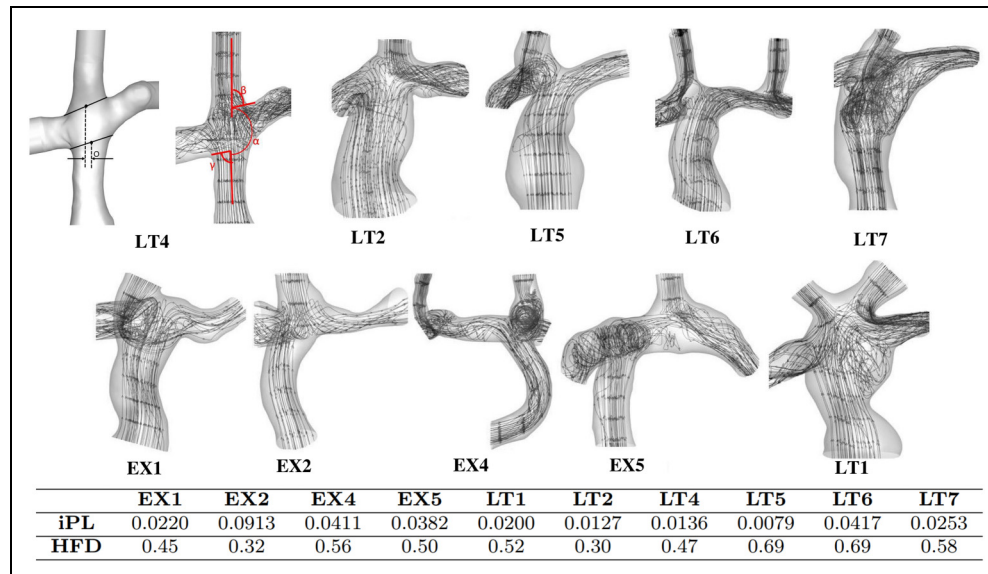 o
β
α
γ
LT4
LT2
LT5
LT6
LT7
EX1
EX2
EX4
EX5
LT1
EX1 EX2 EX4 EX5 LT1 LT2 LT4 LT5 LT6 LT7
iPL 0.0220 0.0913 0.0411 0.0382 0.0200 0.0127 0.0136 0.0079 0.0417 0.0253
HFD 0.45 0.32 0.56 0.50 0.52 0.30 0.47 0.69 0.69 0.58